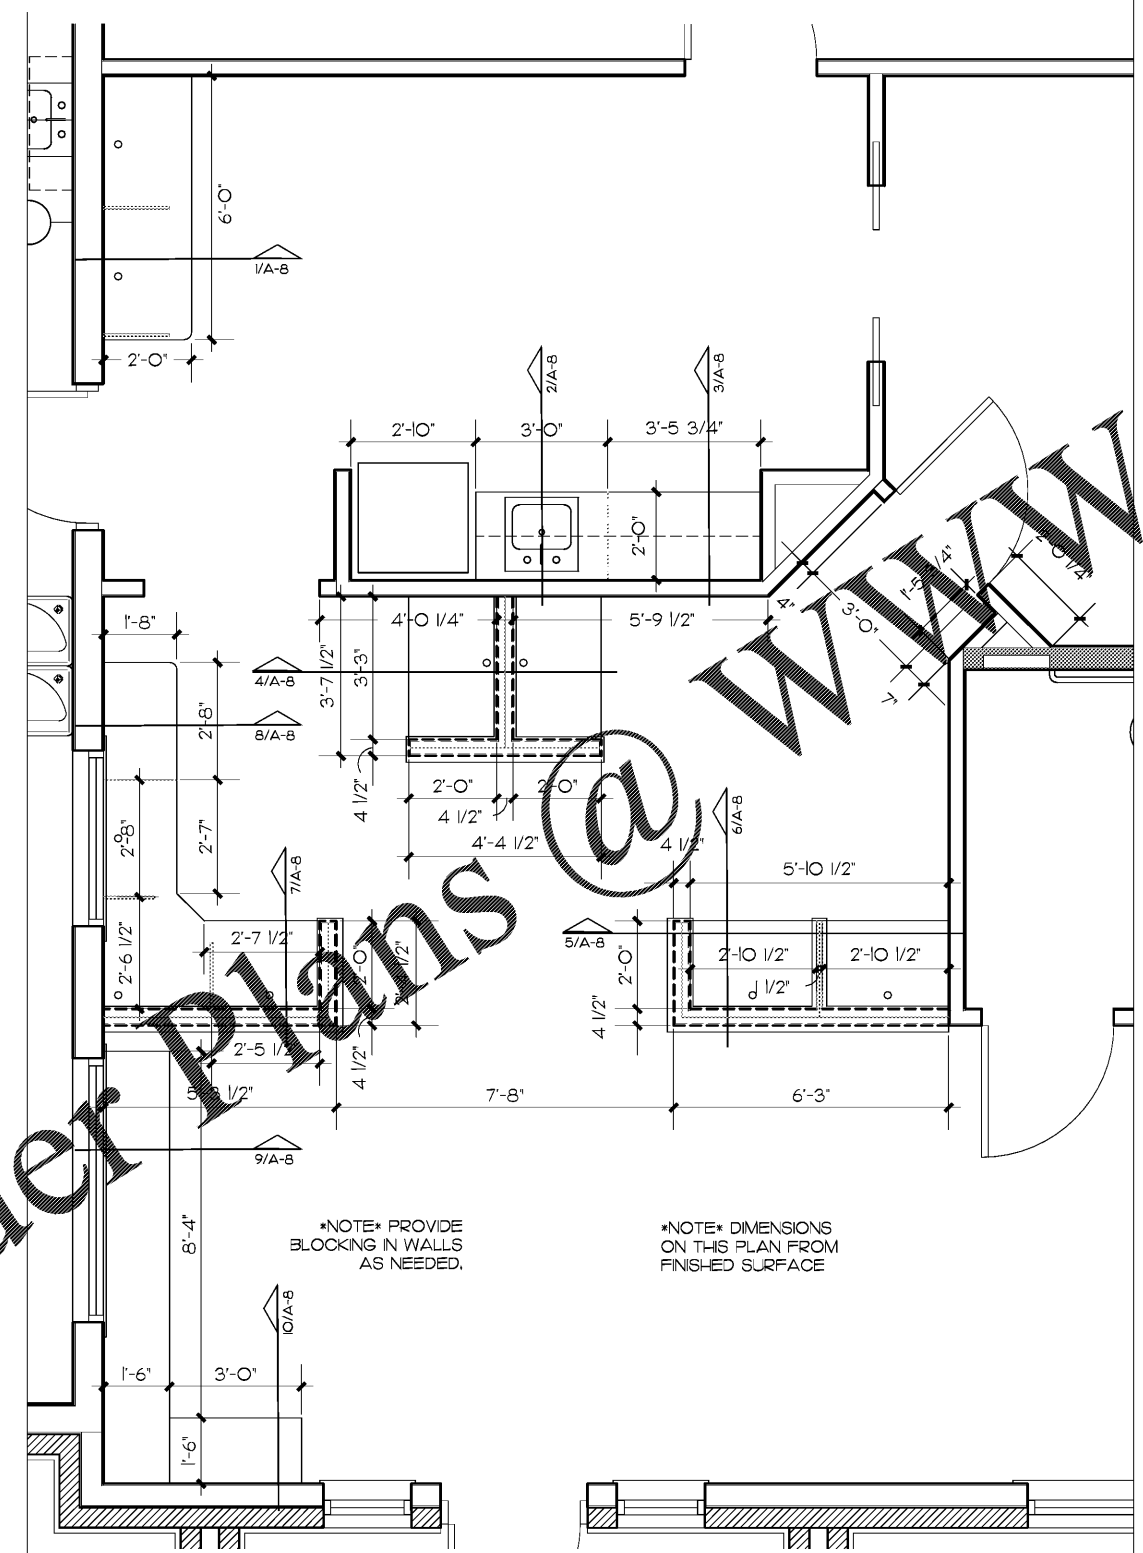 6'-0"
1/A-8
2'-0"
2/A-8
3/A-8
2'-10"
3'-0"
3'-5 3/4"
2'-0"
1'-8"
4'-0 1/4"
5'-9 1/2"
4"
3'-0"
7"
3'-7 1/2"
3'-3"
4/A-8
2'-8"
8/A-8
2'-0"
2'-0"
4 1/2"
4 1/2"
4'-4 1/2"
4 1/2"
6/A-8
2'-8"
2'-7"
7/A-8
5'-10 1/2"
2'-6 1/2"
2'-7 1/2"
5/A-8
2'-0"
2'-10 1/2"
2'-10 1/2"
4 1/2"
4 1/2"
7'-8"
6'-3"
9/A-8
8'-4"
*NOTE* PROVIDE
BLOCKING IN WALLS
AS NEEDED.
*NOTE* DIMENSIONS
ON THIS PLAN FROM
FINISHED SURFACE
10/A-8
1'-6"
3'-0"
1'-6"
Plans @ WWW